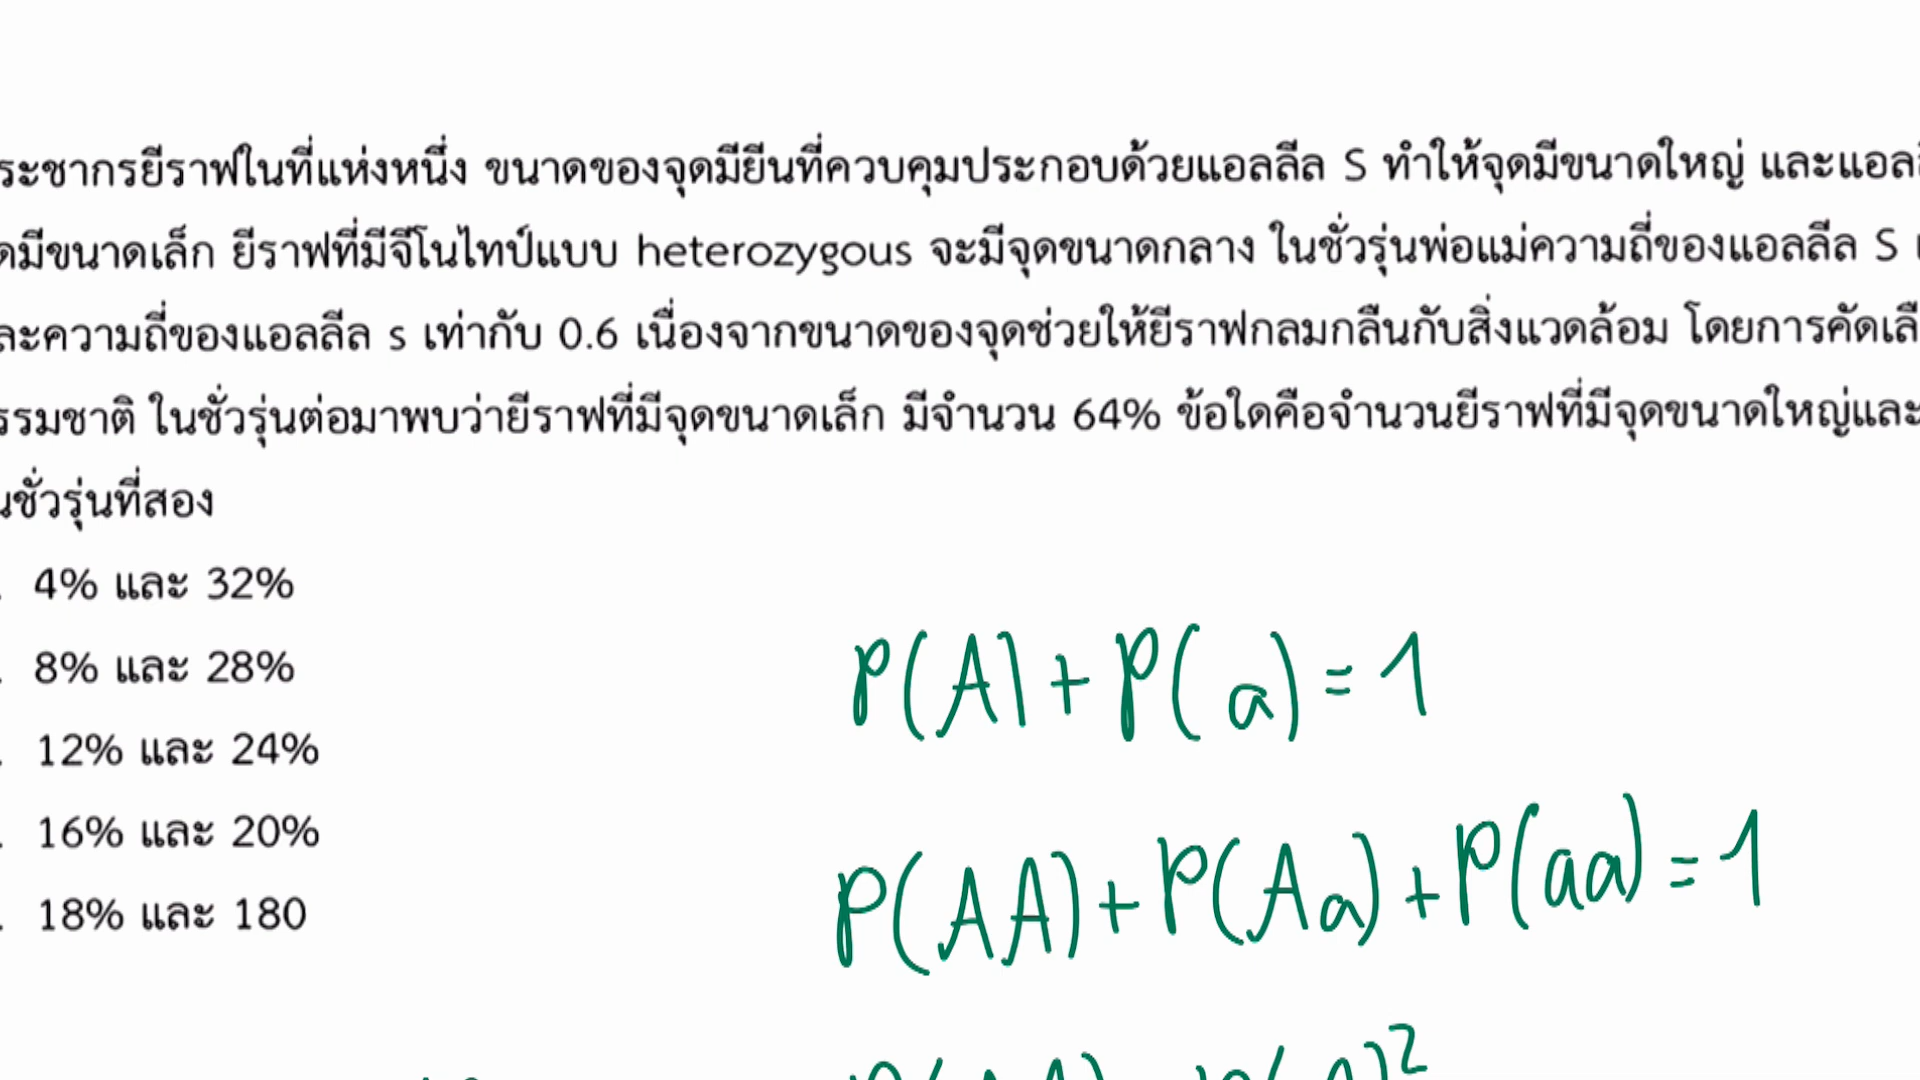 ระชากรยีราฟในที่แห่งหนึ่ง ขนาดของจุดมียีนที่ควบคุมประกอบด้วยแอลลีล S ทำให้จุดมีขนาดใหญ่ และแอลลี
ดมีขนาดเล็ก ยีราฟที่มีจีโนไทป์แบบ heterozygous จะมีจุดขนาดกลาง ในชั่วรุ่นพ่อแม่ความถี่ของแอลลีล S
ละความถี่ของแอลลีล s เท่ากับ 0.6 เนื่องจากขนาดของจุดช่วยให้ยีราฟกลมกลืนกับสิ่งแวดล้อม โดยการคัดเลื
รรมชาติ ในชั่วรุ่นต่อมาพบว่ายีราฟที่มีจุดขนาดเล็ก มีจำนวน 64% ข้อใดคือจำนวนยีราฟที่มีจุดขนาดใหญ่และ
นชั่วรุ่นที่สอง
. 4% และ 32%
. 8% และ 28%
. 12% และ 24%
. 16% และ 20%
. 18% และ 180
P(A) + P(a) = 1
P(AA) + P(Aa) + P(aa) = 1